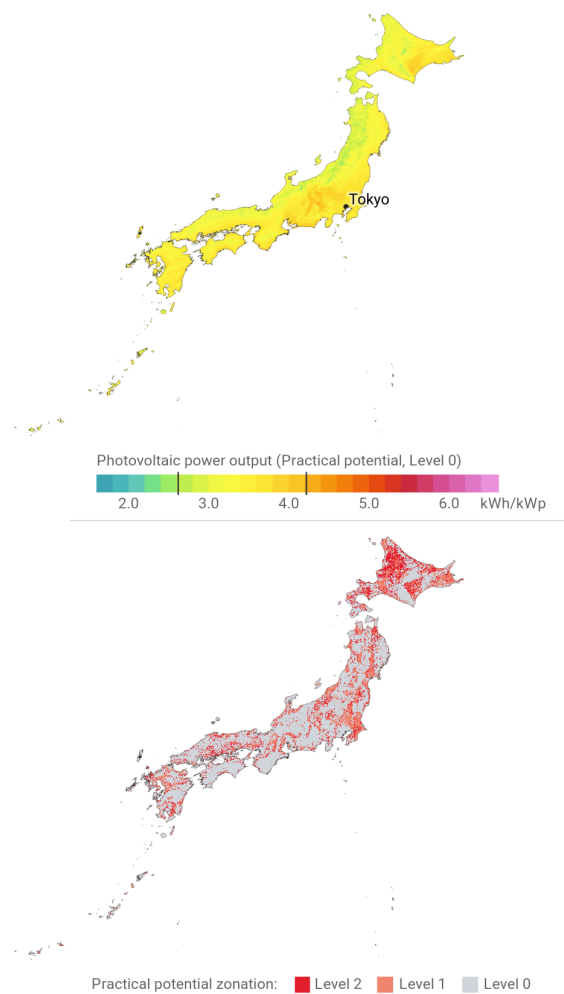 Tokyo
Photovoltaic power output (Practical potential, Level 0)
2.0 3.0 4.0 5.0 6.0 kWh/kWp
Practical potential zonation: Level 2 Level 1 Level 0